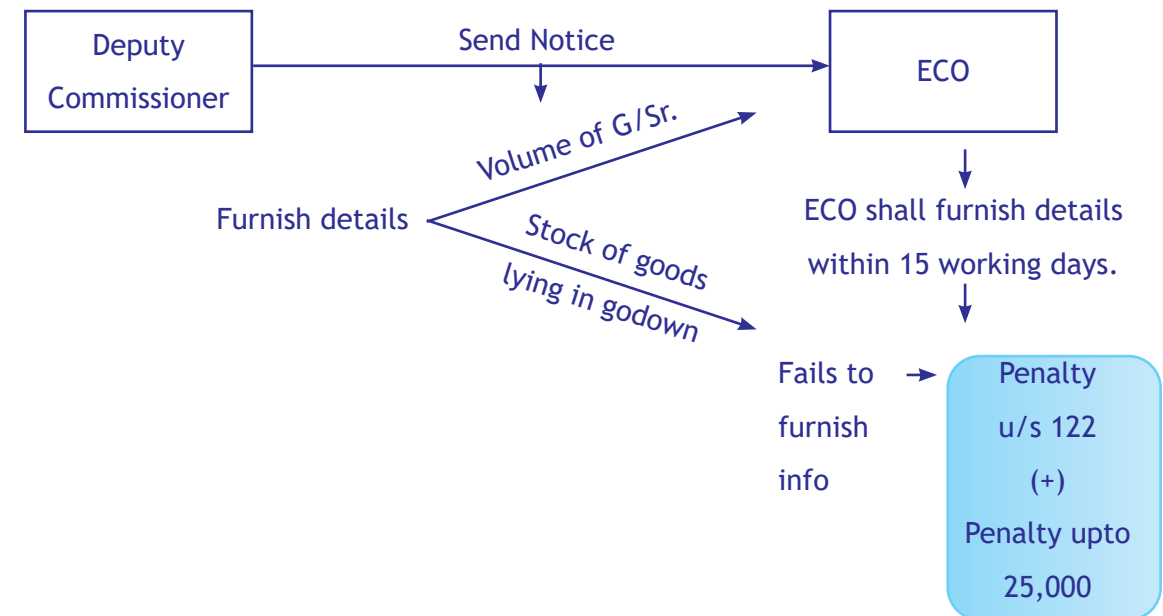 Deputy
Commissioner
Send Notice
ECO
Volume of G/Sr.
Furnish details
Stock of goods
lying in godown
ECO shall furnish details
within 15 working days.
Fails to
furnish
info
Penalty
u/s 122
(+)
Penalty upto
25,000